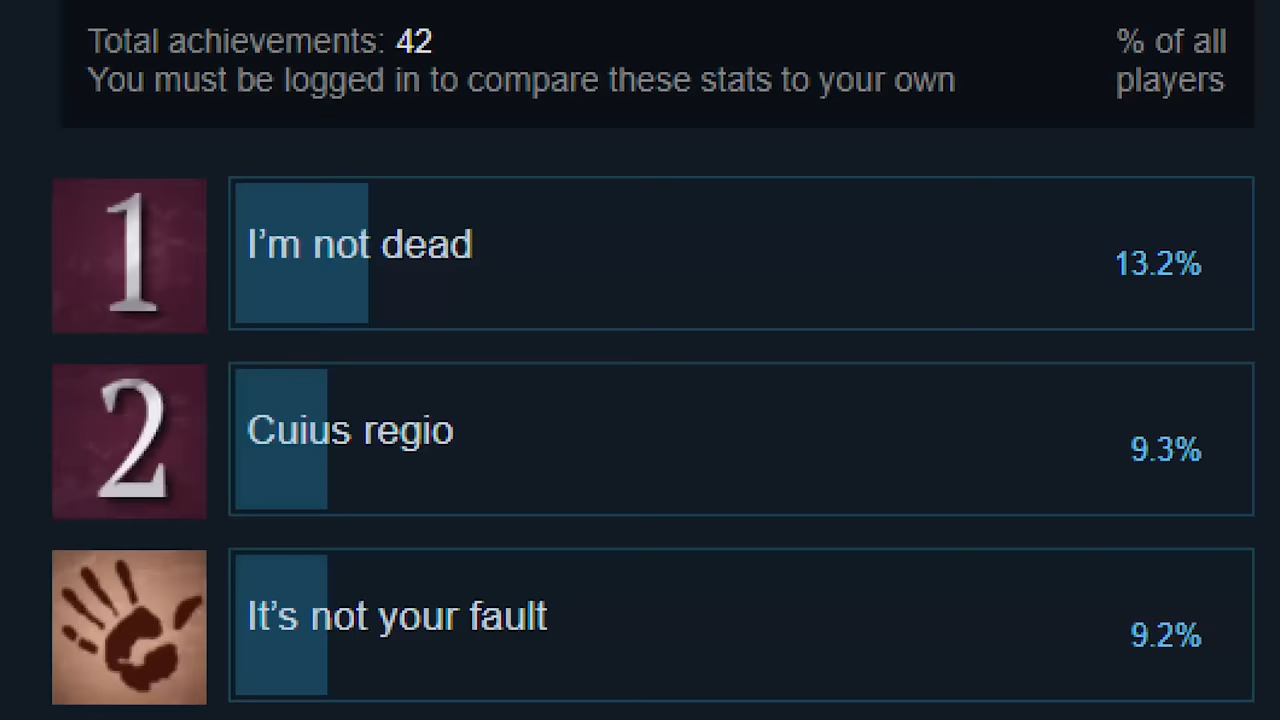 Total achievements: 42
% of all
You must be logged in to compare these stats to your own
players
1
I’m not dead
13.2%
2
Cuius regio
9.3%
It’s not your fault
9.2%